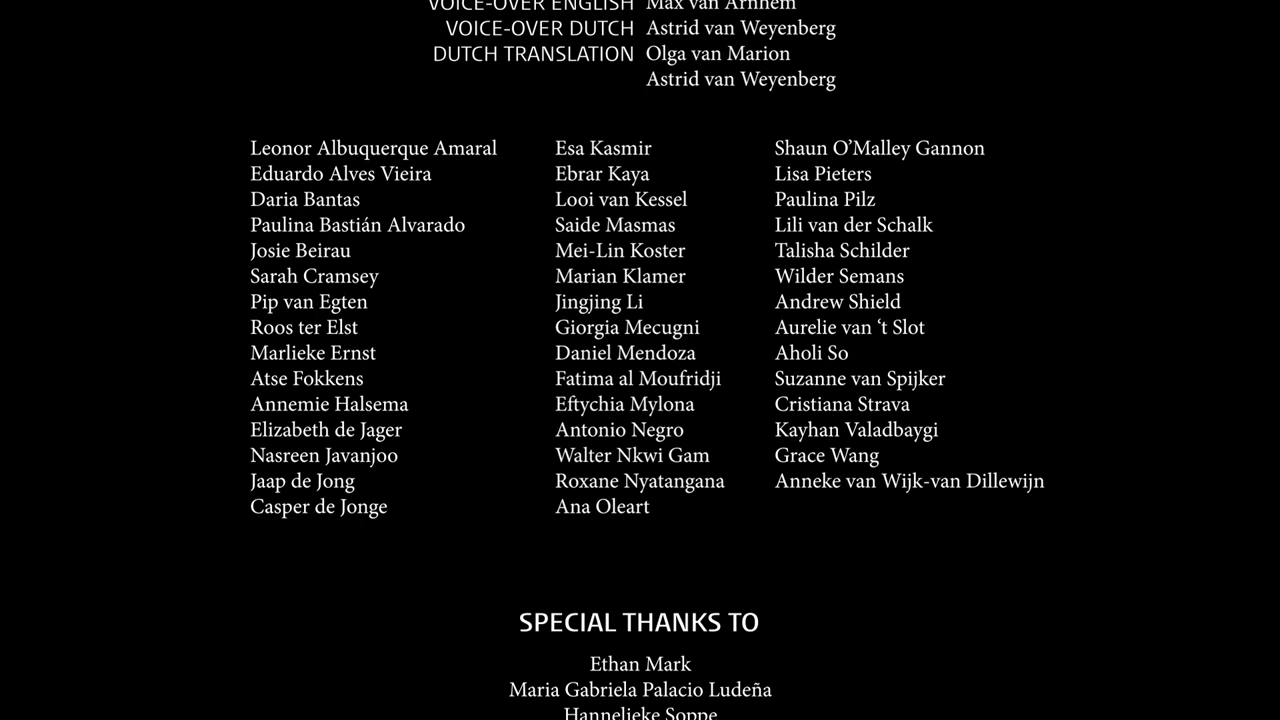 VOICE-OVER ENGLISH Max van Arnhem
VOICE-OVER DUTCH Astrid van Weyenberg
DUTCH TRANSLATION Olga van Marion
Astrid van Weyenberg
Leonor Albuquerque Amaral
Eduardo Alves Vieira
Daria Bantas
Paulina Bastián Alvarado
Josie Beirau
Sarah Cramsey
Pip van Egten
Roos ter Elst
Marlieke Ernst
Atse Fokkens
Annemie Halsema
Elizabeth de Jager
Nasreen Javanjoo
Jaap de Jong
Casper de Jonge
Esa Kasmir
Ebrar Kaya
Looi van Kessel
Saide Masmas
Mei-Lin Koster
Marian Klamer
Jingjing Li
Giorgia Mecugni
Daniel Mendoza
Fatima al Moufridji
Eftychia Mylona
Antonio Negro
Walter Nkwi Gam
Roxane Nyatangana
Ana Oleart
Shaun O’Malley Gannon
Lisa Pieters
Paulina Pilz
Lili van der Schalk
Talisha Schilder
Wilder Semans
Andrew Shield
Aurelie van ‘t Slot
Aholi So
Suzanne van Spijker
Cristiana Strava
Kayhan Valadbaygi
Grace Wang
Anneke van Wijk-van Dillewijn
SPECIAL THANKS TO
Ethan Mark
Maria Gabriela Palacio Ludeña
Hannelieke Soppe